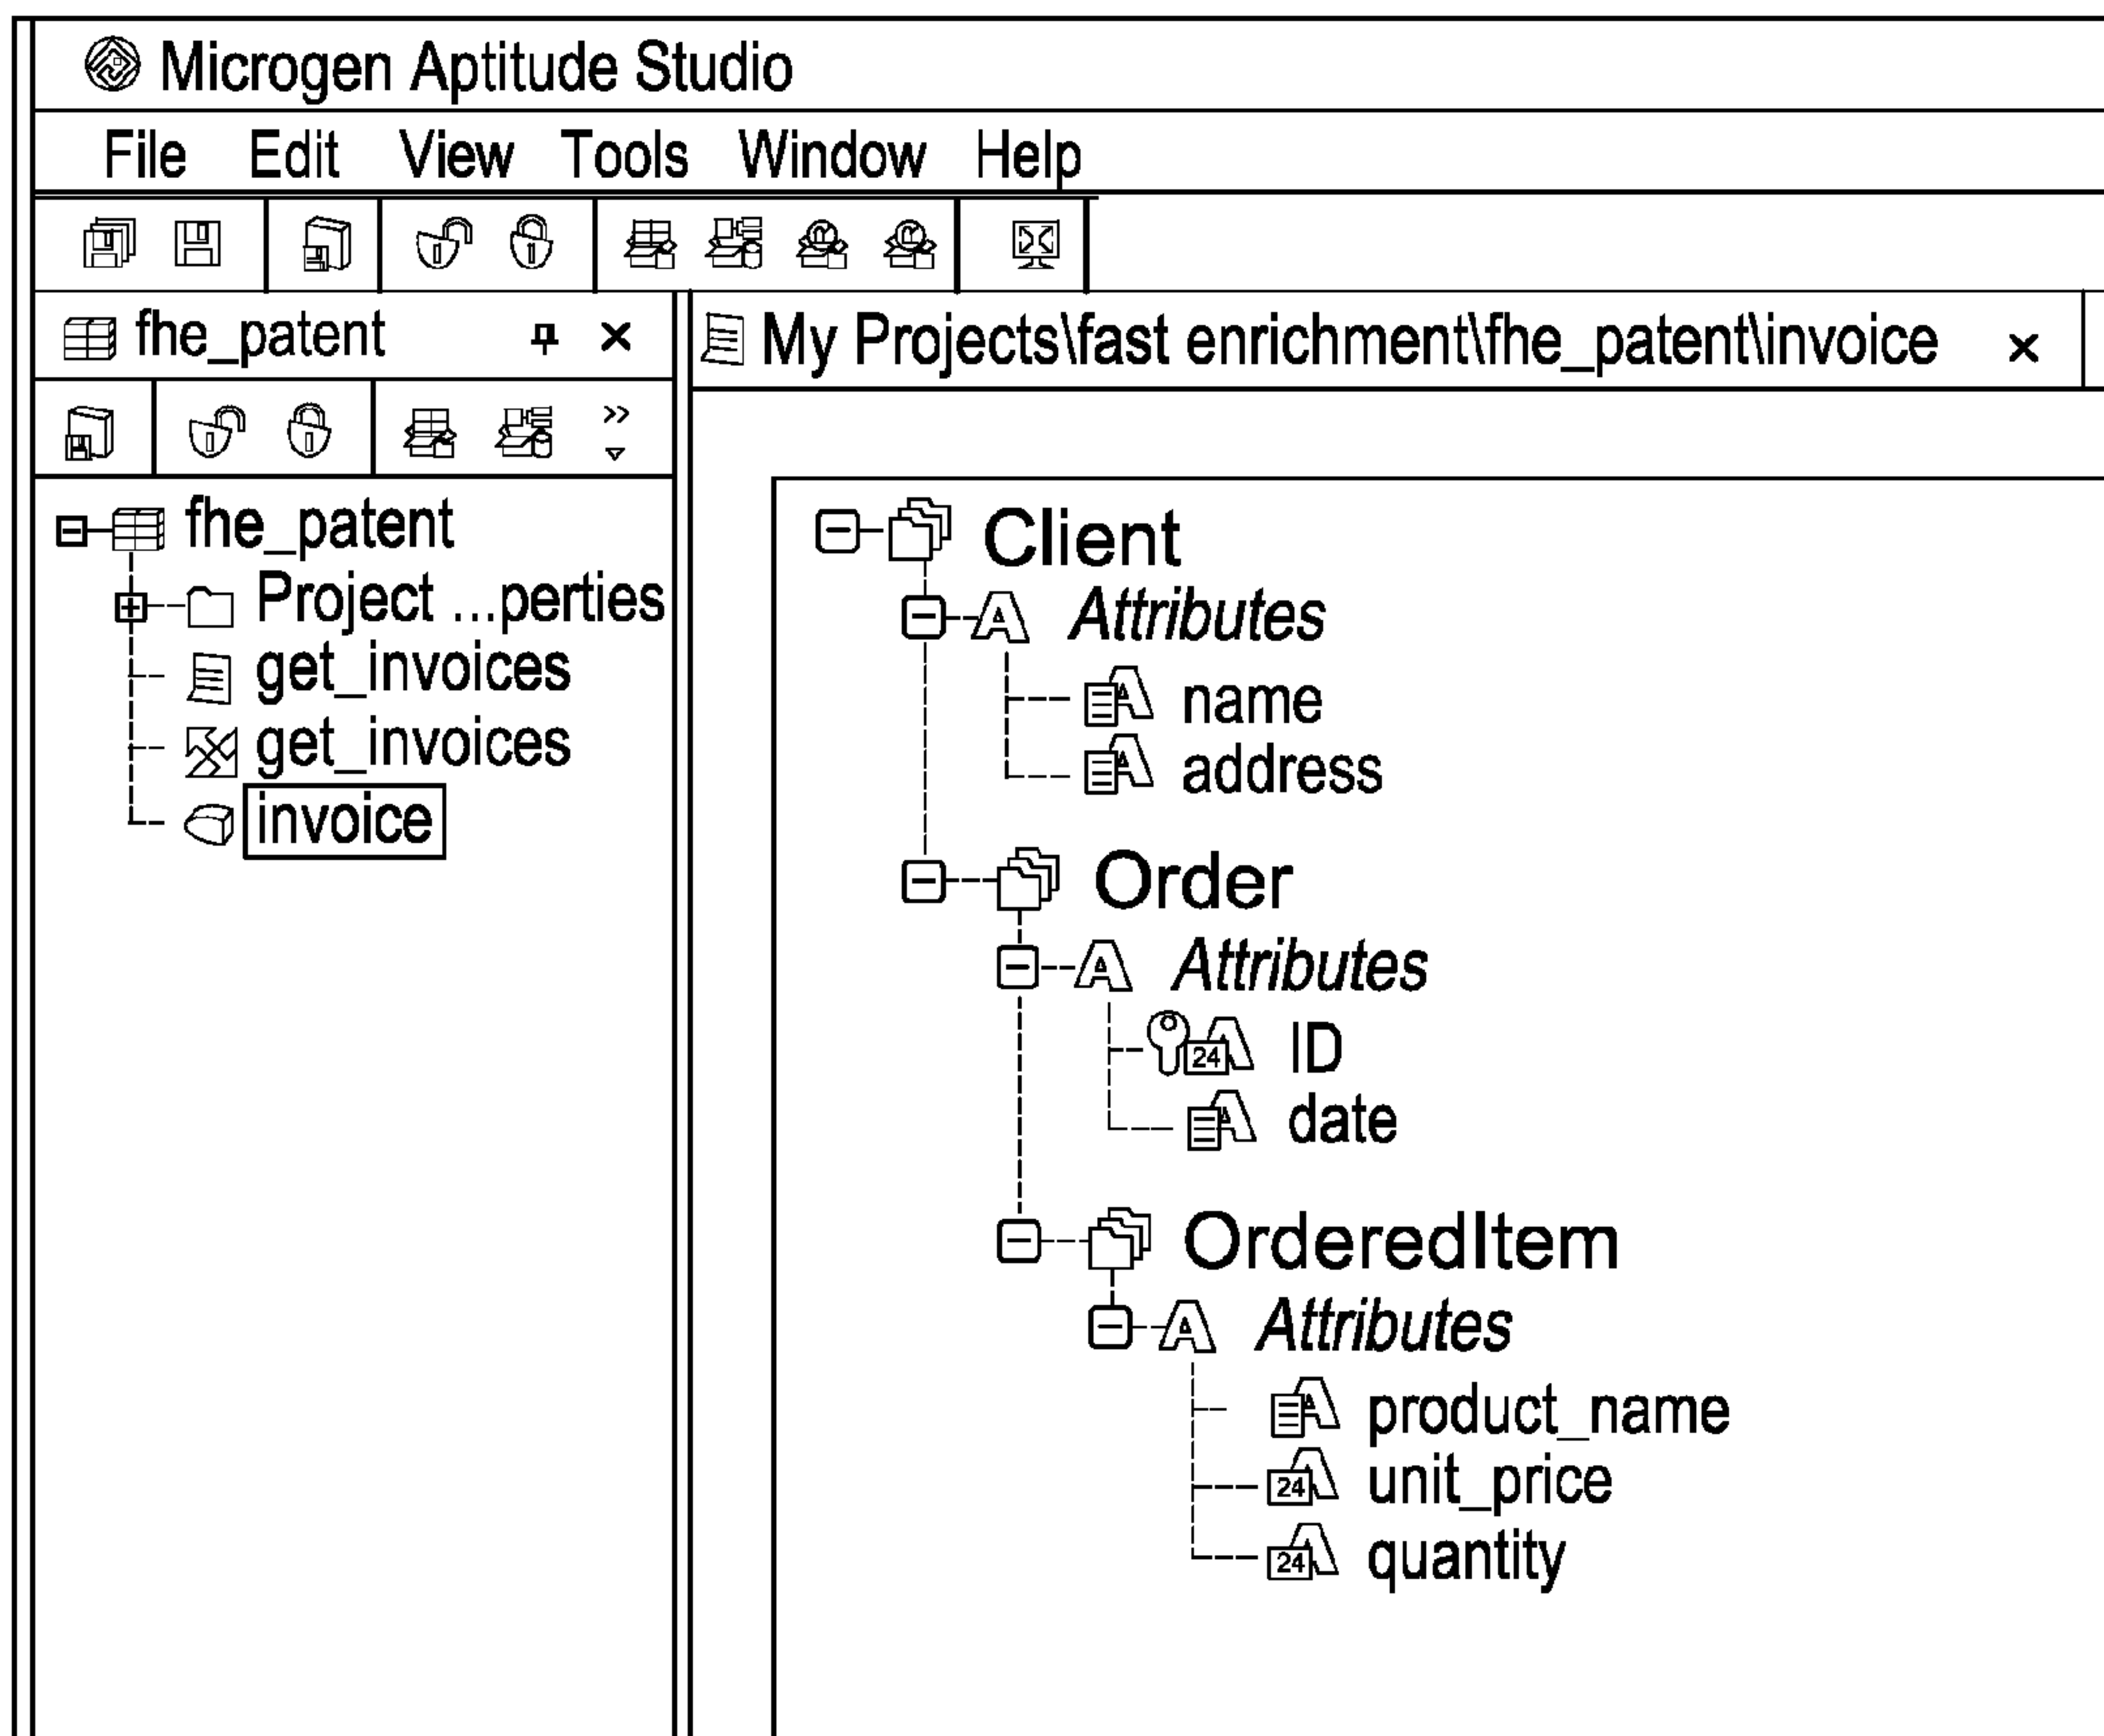 Microgen Aptitude Studio
File Edit View Tools Window Help
fhe_patent
My Projects\fast enrichment\fhe_patent\invoice
fhe_patent
Project ...perties
get_invoices
get_invoices
invoice
Client
Attributes
name
address
Order
Attributes
24 ID
date
OrderedItem
Attributes
product_name
24 unit_price
24 quantity